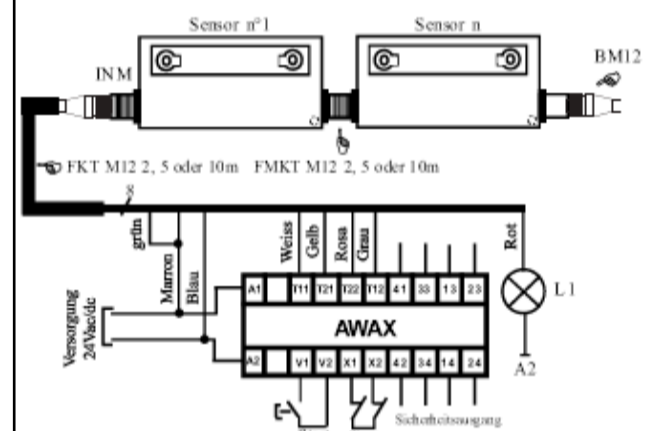 Sensor n°1
Sensor n
BM12
INM
FKT M12 2, 5 oder 10m
FMKT M12 2, 5 oder 10m
8
grün
Marron
Blau
Weiss
Gelb
Rosa
Grau
Rot
Versorgung
24Vac/dc
A1 T11 T21 T22 T12 41 33 13 23
L1
AWAX
A2 V1 V2 X1 X2 42 34 14 24
A2
Sicherheitsausgang